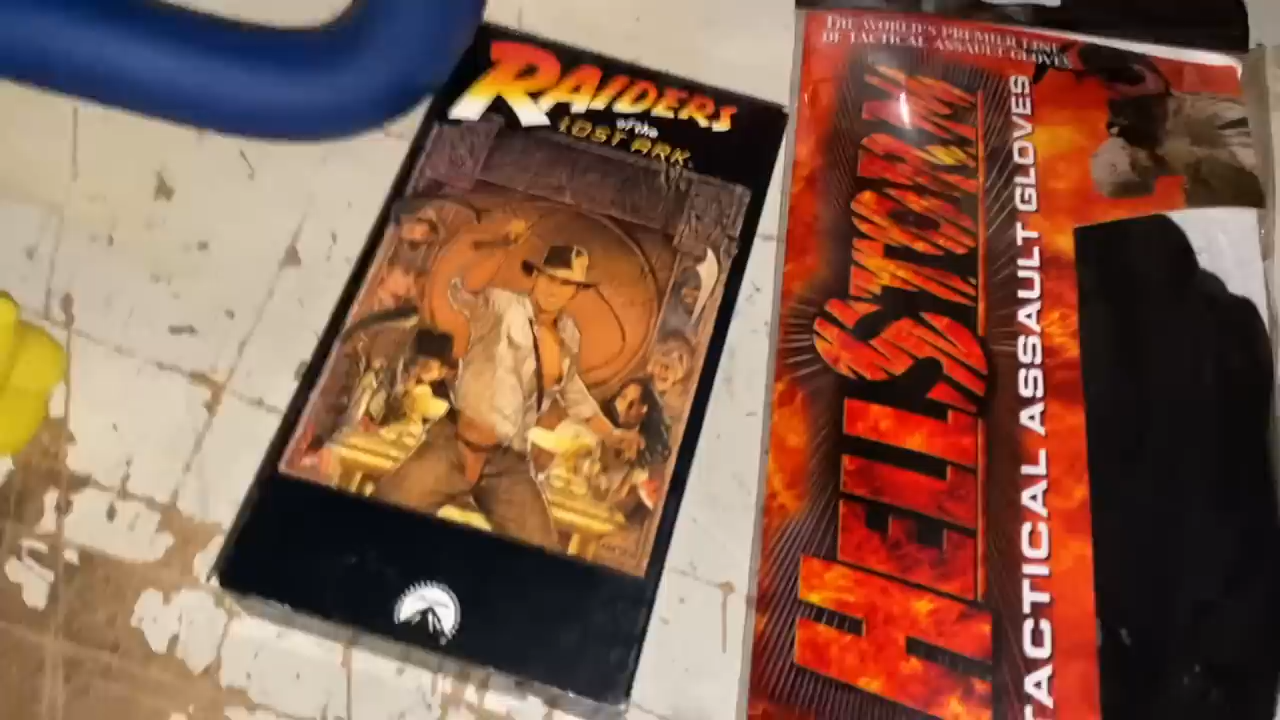 RAIDERS
of the
LOST ARK
THE WORLD'S PREMIER LINE
OF TACTICAL ASSAULT GLOVES
HELLSTORM
TACTICAL ASSAULT GLOVES